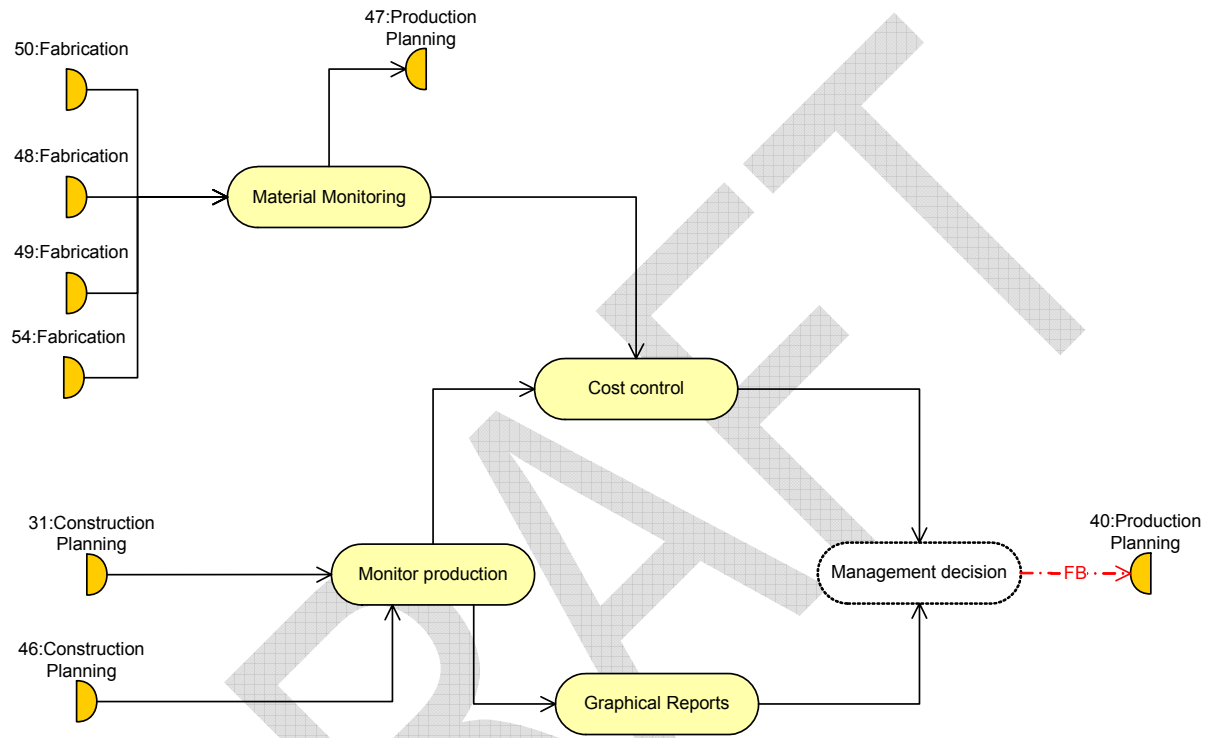 47:Production
Planning
50:Fabrication
48:Fabrication
Material Monitoring
49:Fabrication
54:Fabrication
Cost control
31:Construction
Planning
40:Production
Planning
Monitor production
Management decision
FB
46:Construction
Planning
Graphical Reports
DRAFT